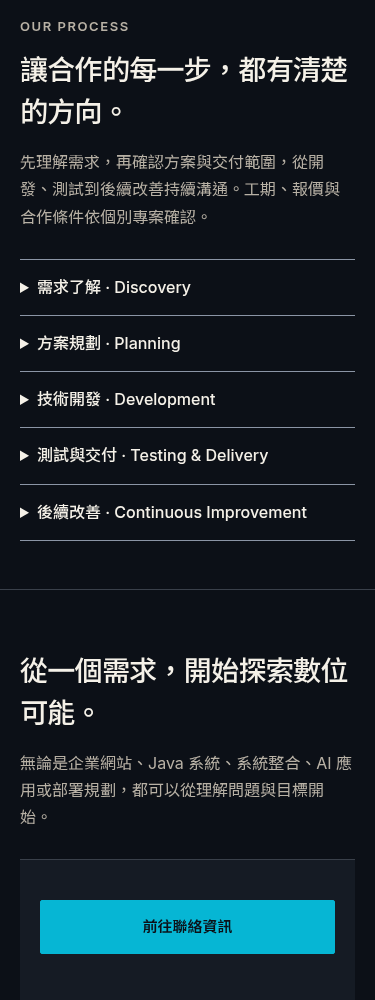 OUR PROCESS
讓合作的每一步，都有清楚
的方向。
先理解需求，再確認方案與交付範圍，從開
發、測試到後續改善持續溝通。工期、報價與
合作條件依個別專案確認。
▶ 需求了解 · Discovery
▶ 方案規劃 · Planning
▶ 技術開發 · Development
▶ 測試與交付 · Testing & Delivery
▶ 後續改善 · Continuous Improvement
從一個需求，開始探索數位
可能。
無論是企業網站、Java 系統、系統整合、AI 應
用或部署規劃，都可以從理解問題與目標開
始。
前往聯絡資訊